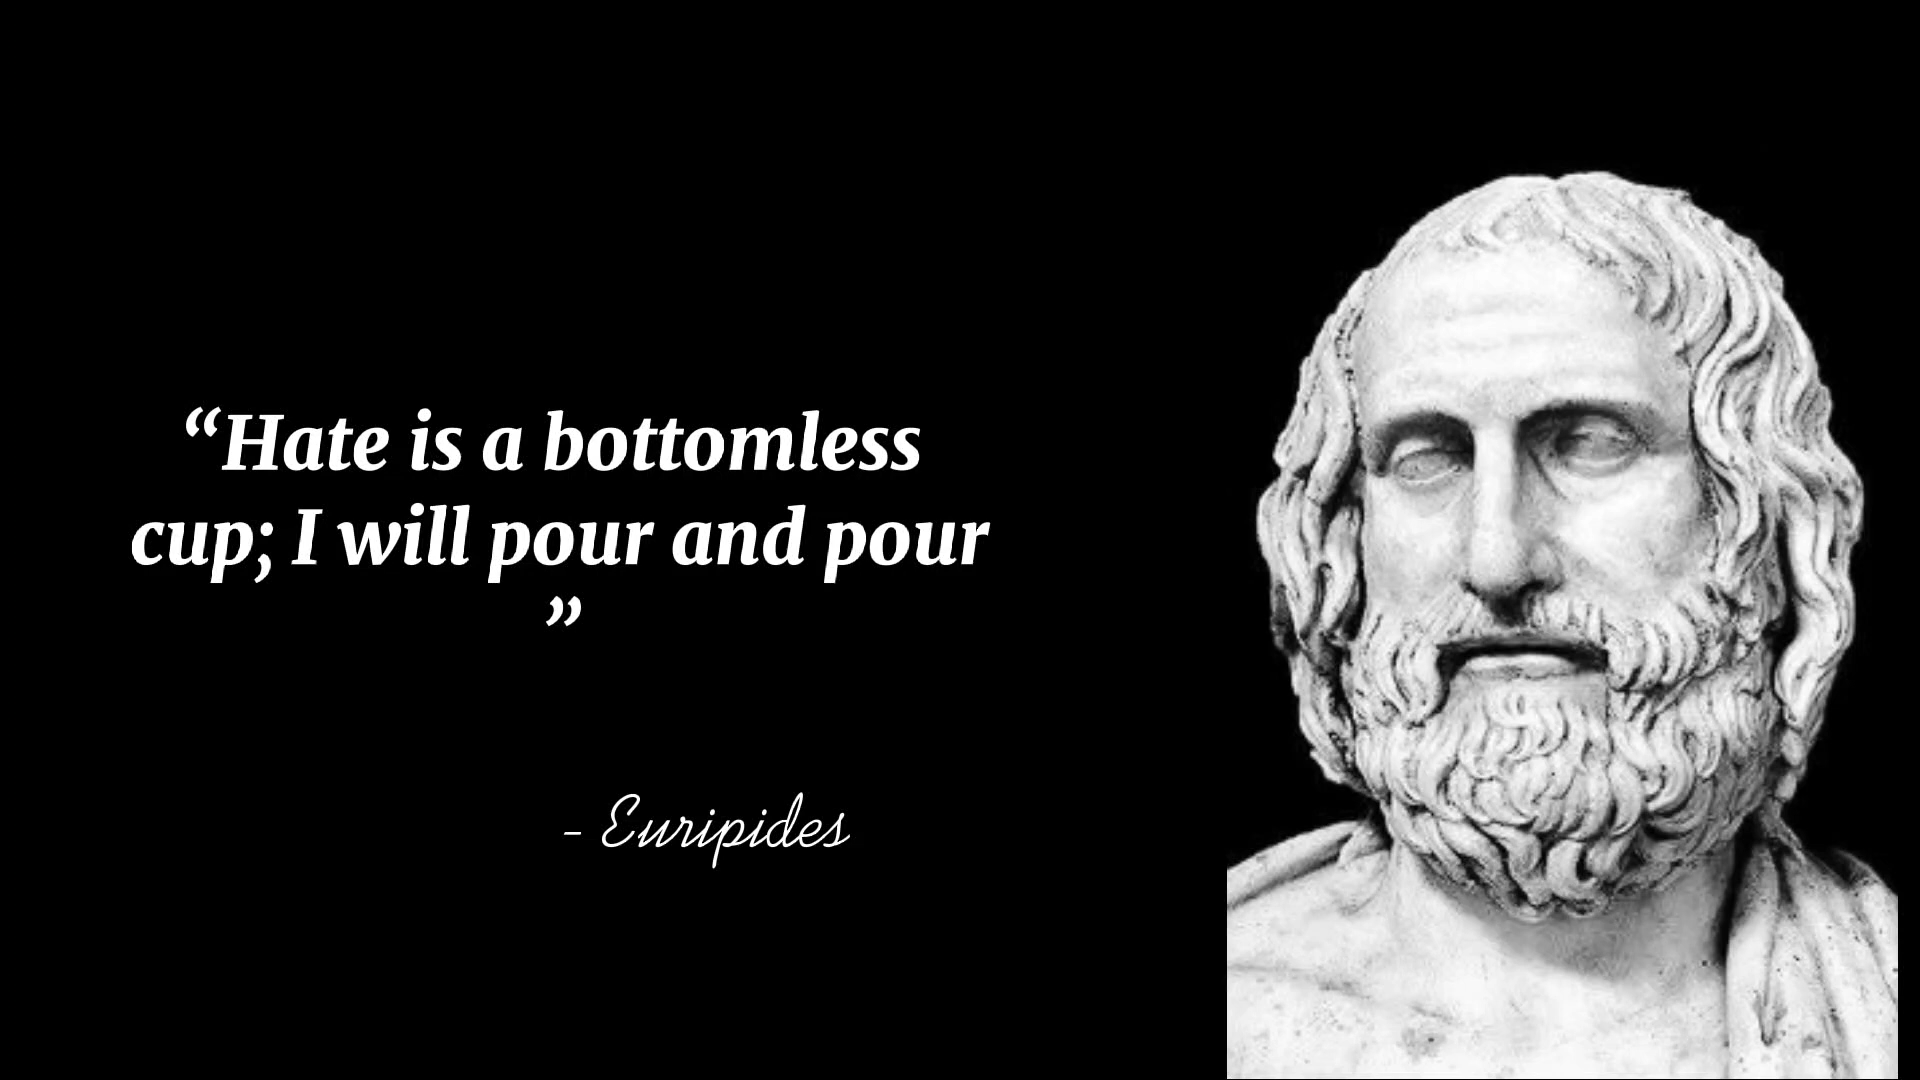 “Hate is a bottomless
cup; I will pour and pour
”
- Euripides